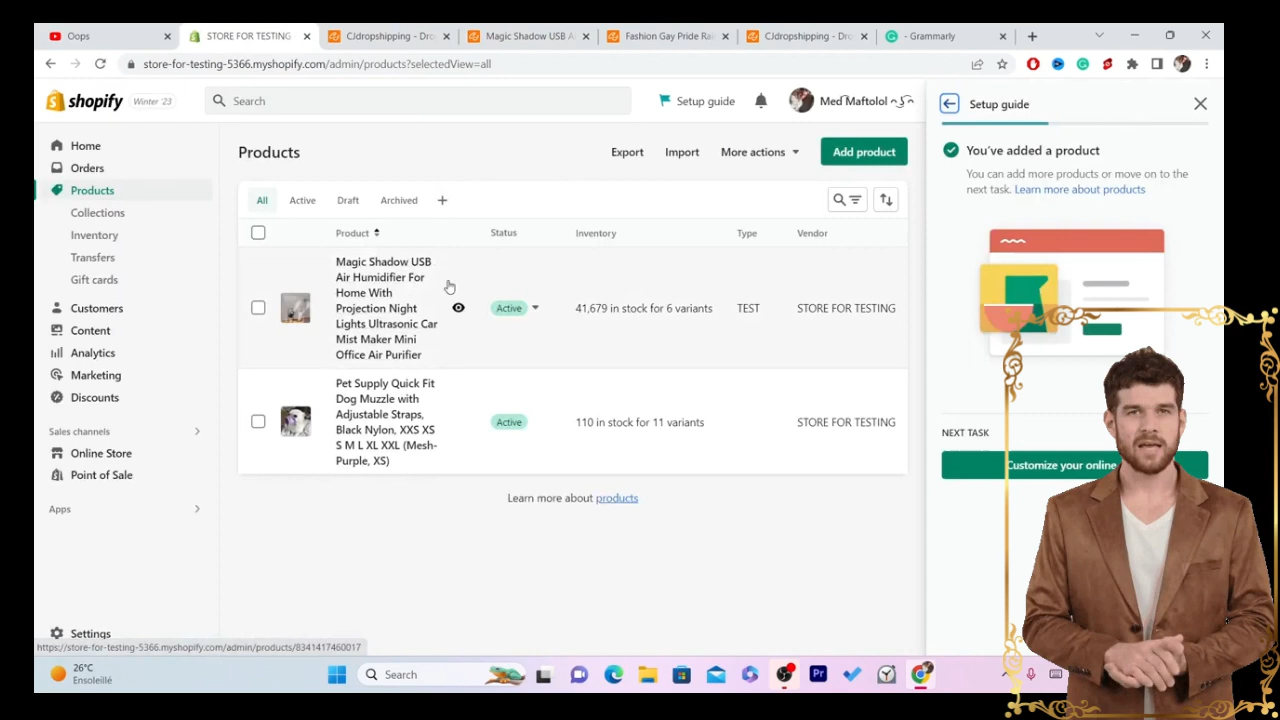 Oops
STORE FOR TESTING
CJdropshipping - Dro
Magic Shadow USB A
Fashion Gay Pride Ra
CJdropshipping - Dro
- Grammarly
store-for-testing-5366.myshopify.com/admin/products?selectedView=all
shopify
Winter '23
Search
Setup guide
Med Maftolol
Home
Orders
Products
Collections
Inventory
Transfers
Gift cards
Customers
Content
Analytics
Marketing
Discounts
Sales channels
Online Store
Point of Sale
Apps
Settings
https://store-for-testing-5366.myshopify.com/admin/products/8341417460017
Products
Export
Import
More actions
Add product
All
Active
Draft
Archived
Product
Status
Inventory
Type
Vendor
Magic Shadow USB
Air Humidifier For
Home With
Projection Night
Lights Ultrasonic Car
Mist Maker Mini
Office Air Purifier
Active
41,679 in stock for 6 variants
TEST
STORE FOR TESTING
Pet Supply Quick Fit
Dog Muzzle with
Adjustable Straps,
Black Nylon, XXS XS
S M L XL XXL (Mesh-
Purple, XS)
Active
110 in stock for 11 variants
STORE FOR TESTING
Learn more about products
Setup guide
You've added a product
You can add more products or move on to the
next task. Learn more about products
NEXT TASK
Customize your online
26°C
Ensoleillé
Search
Pr